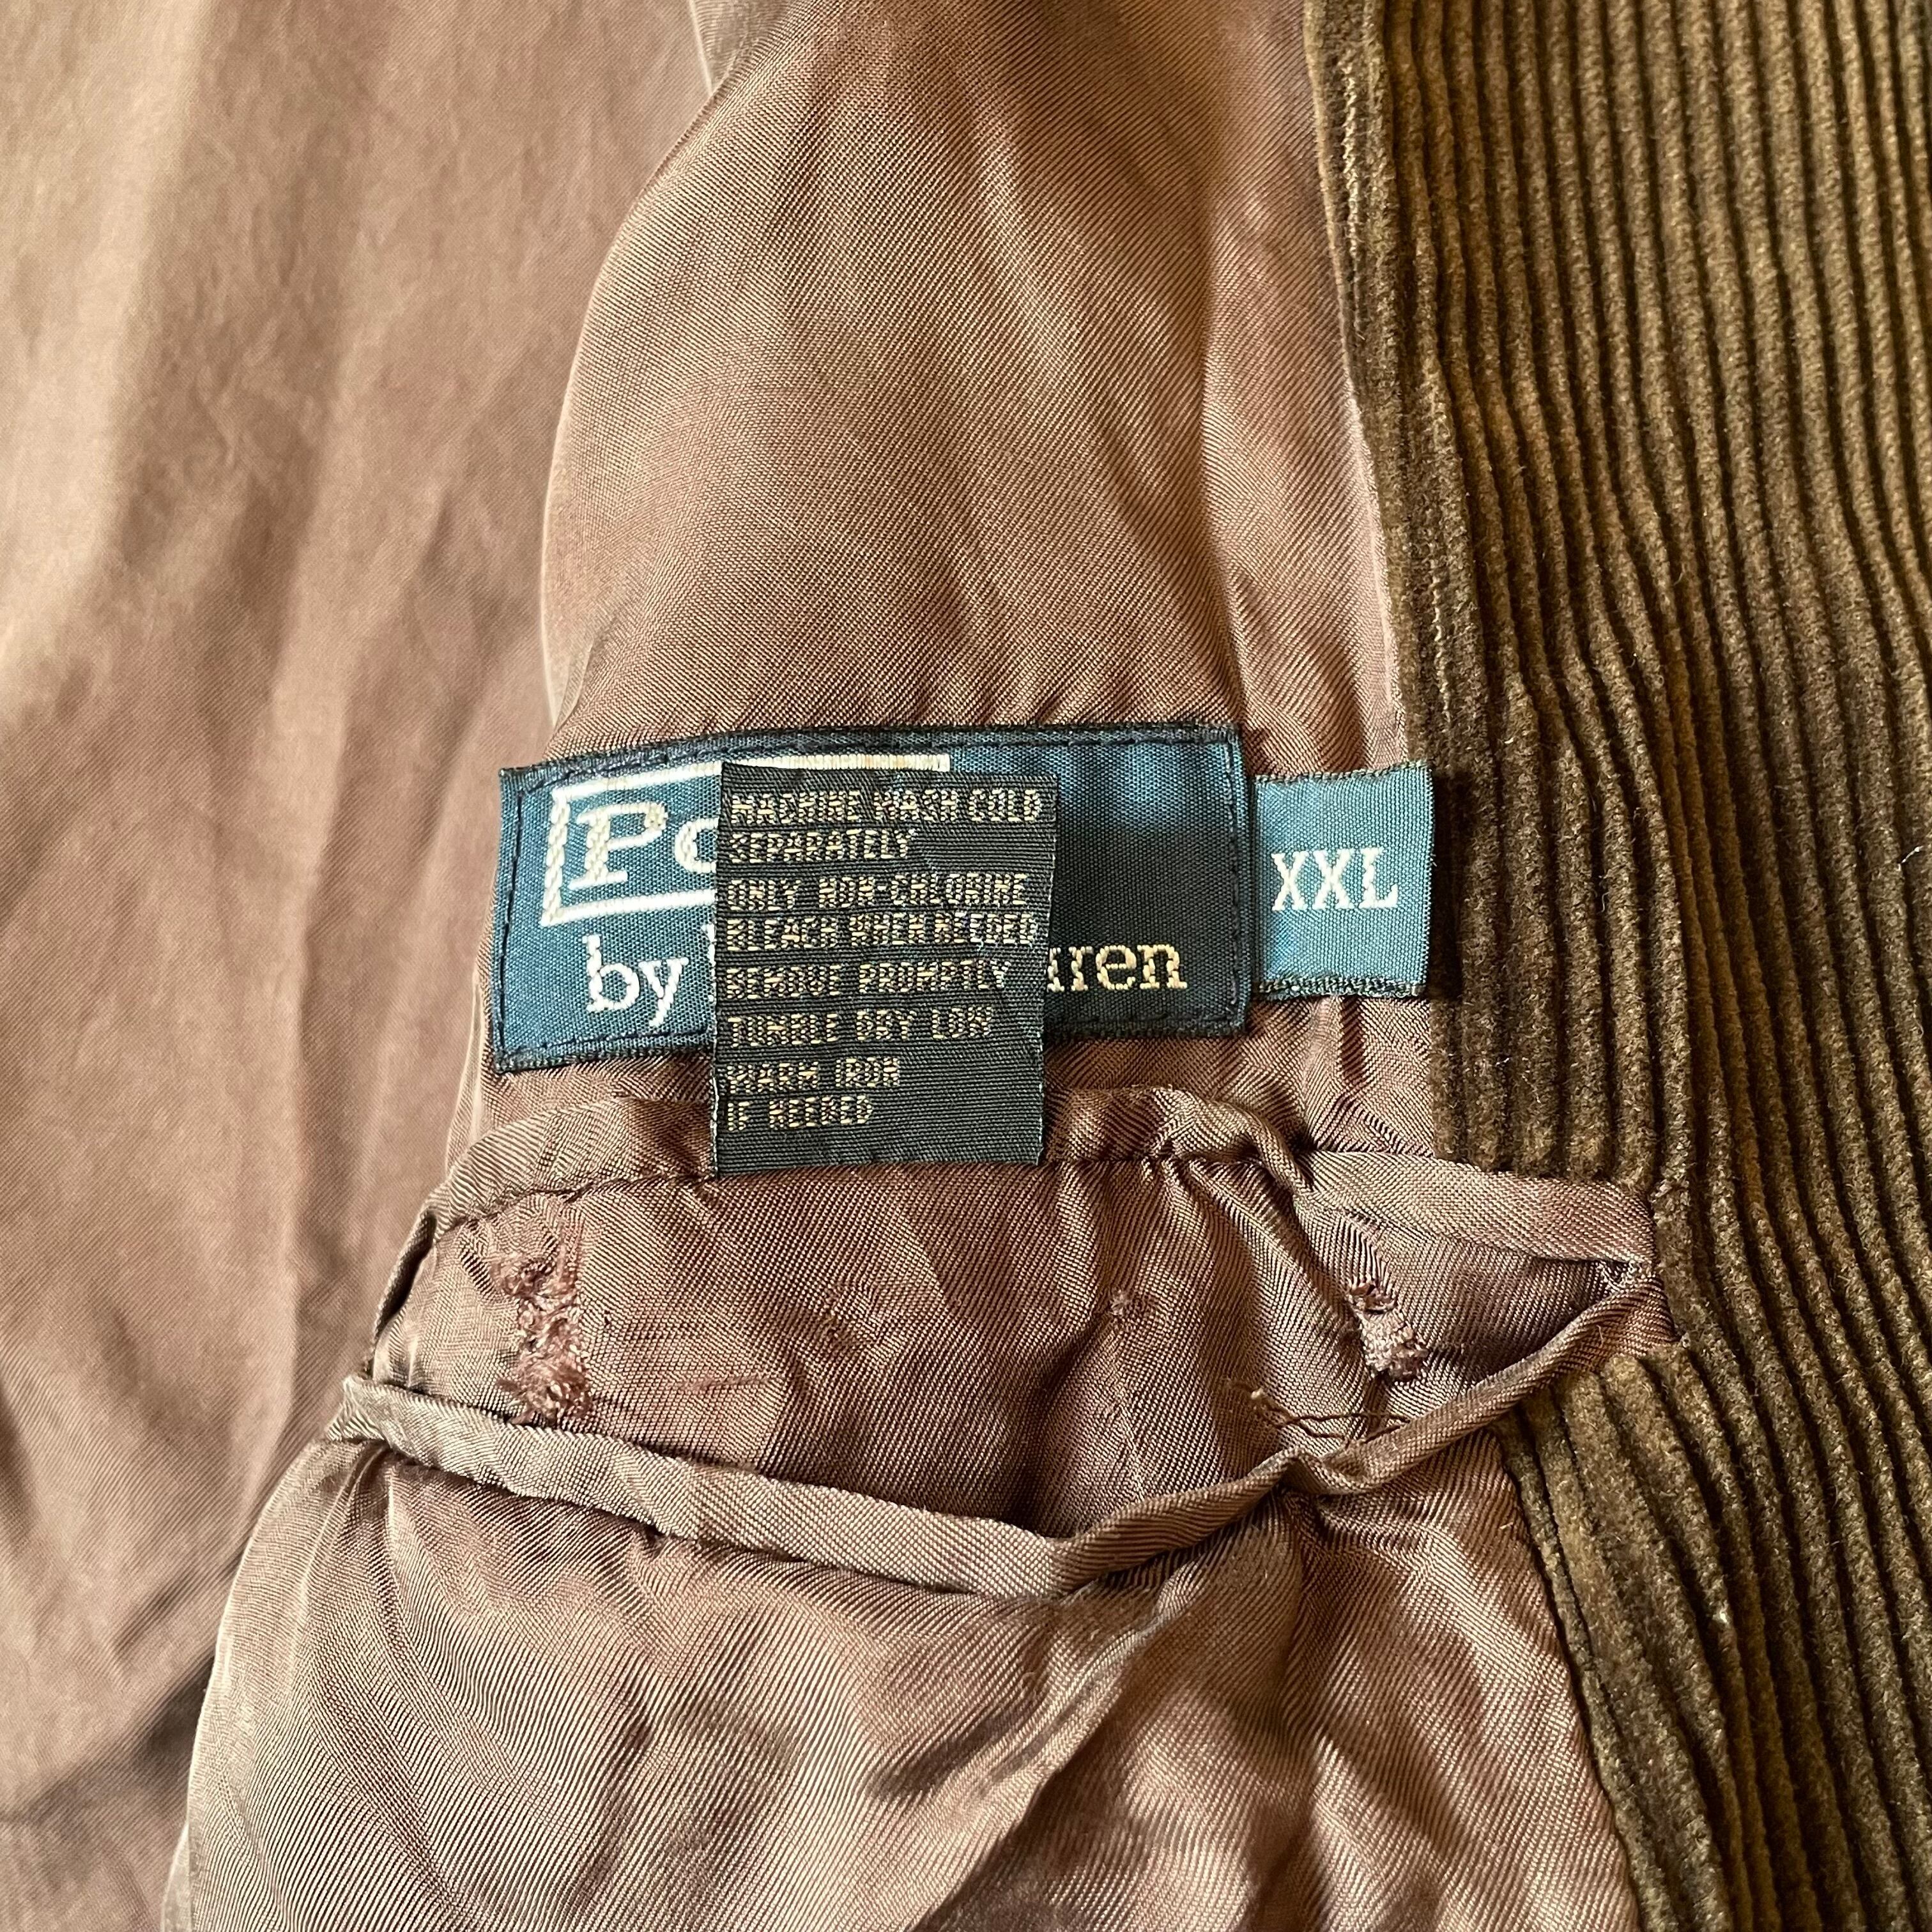 Po
by
uren
XXL
MACHINE WASH COLD
SEPARATELY
ONLY NON-CHLORINE
BLEACH WHEN NEEDED
REMOVE PROMPTLY
TUMBLE DRY LOW
WARM IRON
IF NEEDED